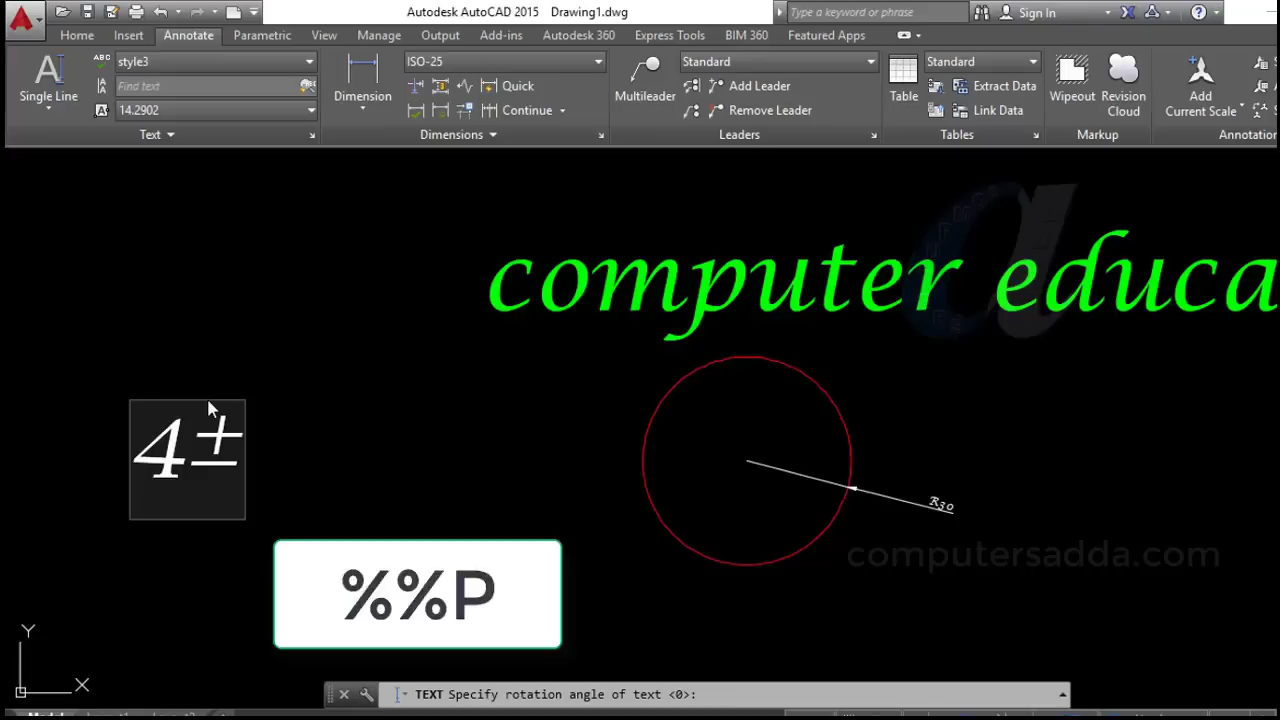 Autodesk AutoCAD 2015 Drawing1.dwg
Type a keyword or phrase
Sign In
Home Insert Annotate Parametric View Manage Output Add-ins Autodesk 360 Express Tools BIM 360 Featured Apps
Single Line
ABC
style3
Find text
14.2902
Text
Dimension
ISO-25
Quick
Continue
Dimensions
Multileader
Standard
Add Leader
Remove Leader
Leaders
Table
Standard
Extract Data
Link Data
Tables
Wipeout
Revision Cloud
Markup
Add Current Scale
Annotation
computer educa
4±
R30
computersadda.com
%%P
Y
X
TEXT Specify rotation angle of text <0>: